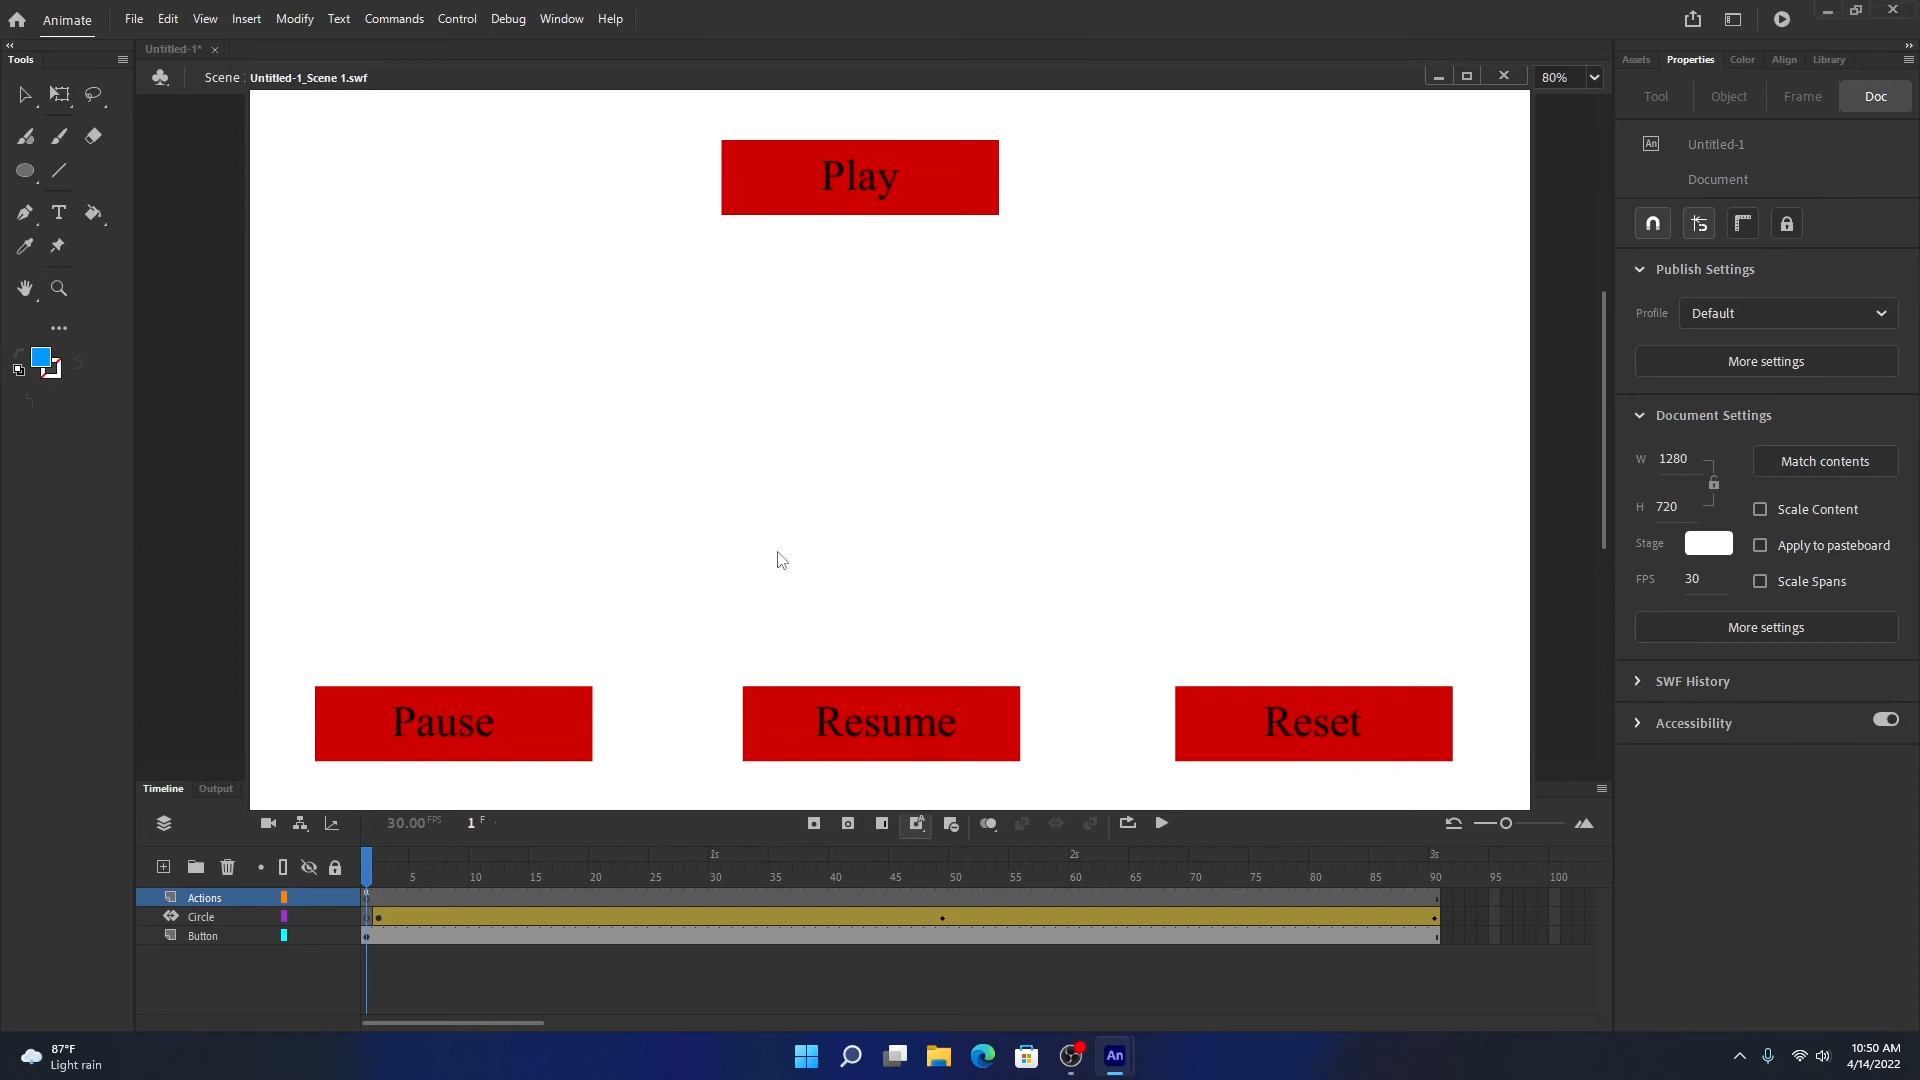 Animate File Edit View Insert Modify Text Commands Control Debug Window Help
Untitled-1*
Tools
Scene Untitled-1_Scene 1.swf 80%
Play
Pause Resume Reset
Assets Properties Color Align Library
Tool Object Frame Doc
An Untitled-1
Document
Publish Settings
Profile Default
More settings
Document Settings
W 1280 Match contents
H 720 Scale Content
Stage Apply to pasteboard
FPS 30 Scale Spans
More settings
SWF History
Accessibility
Timeline Output
30.00 FPS 1 F
1s 2s 3s
5 10 15 20 25 30 35 40 45 50 55 60 65 70 75 80 85 90 95 100
Actions
Circle
Button
87°F
Light rain
An
10:50 AM
4/14/2022